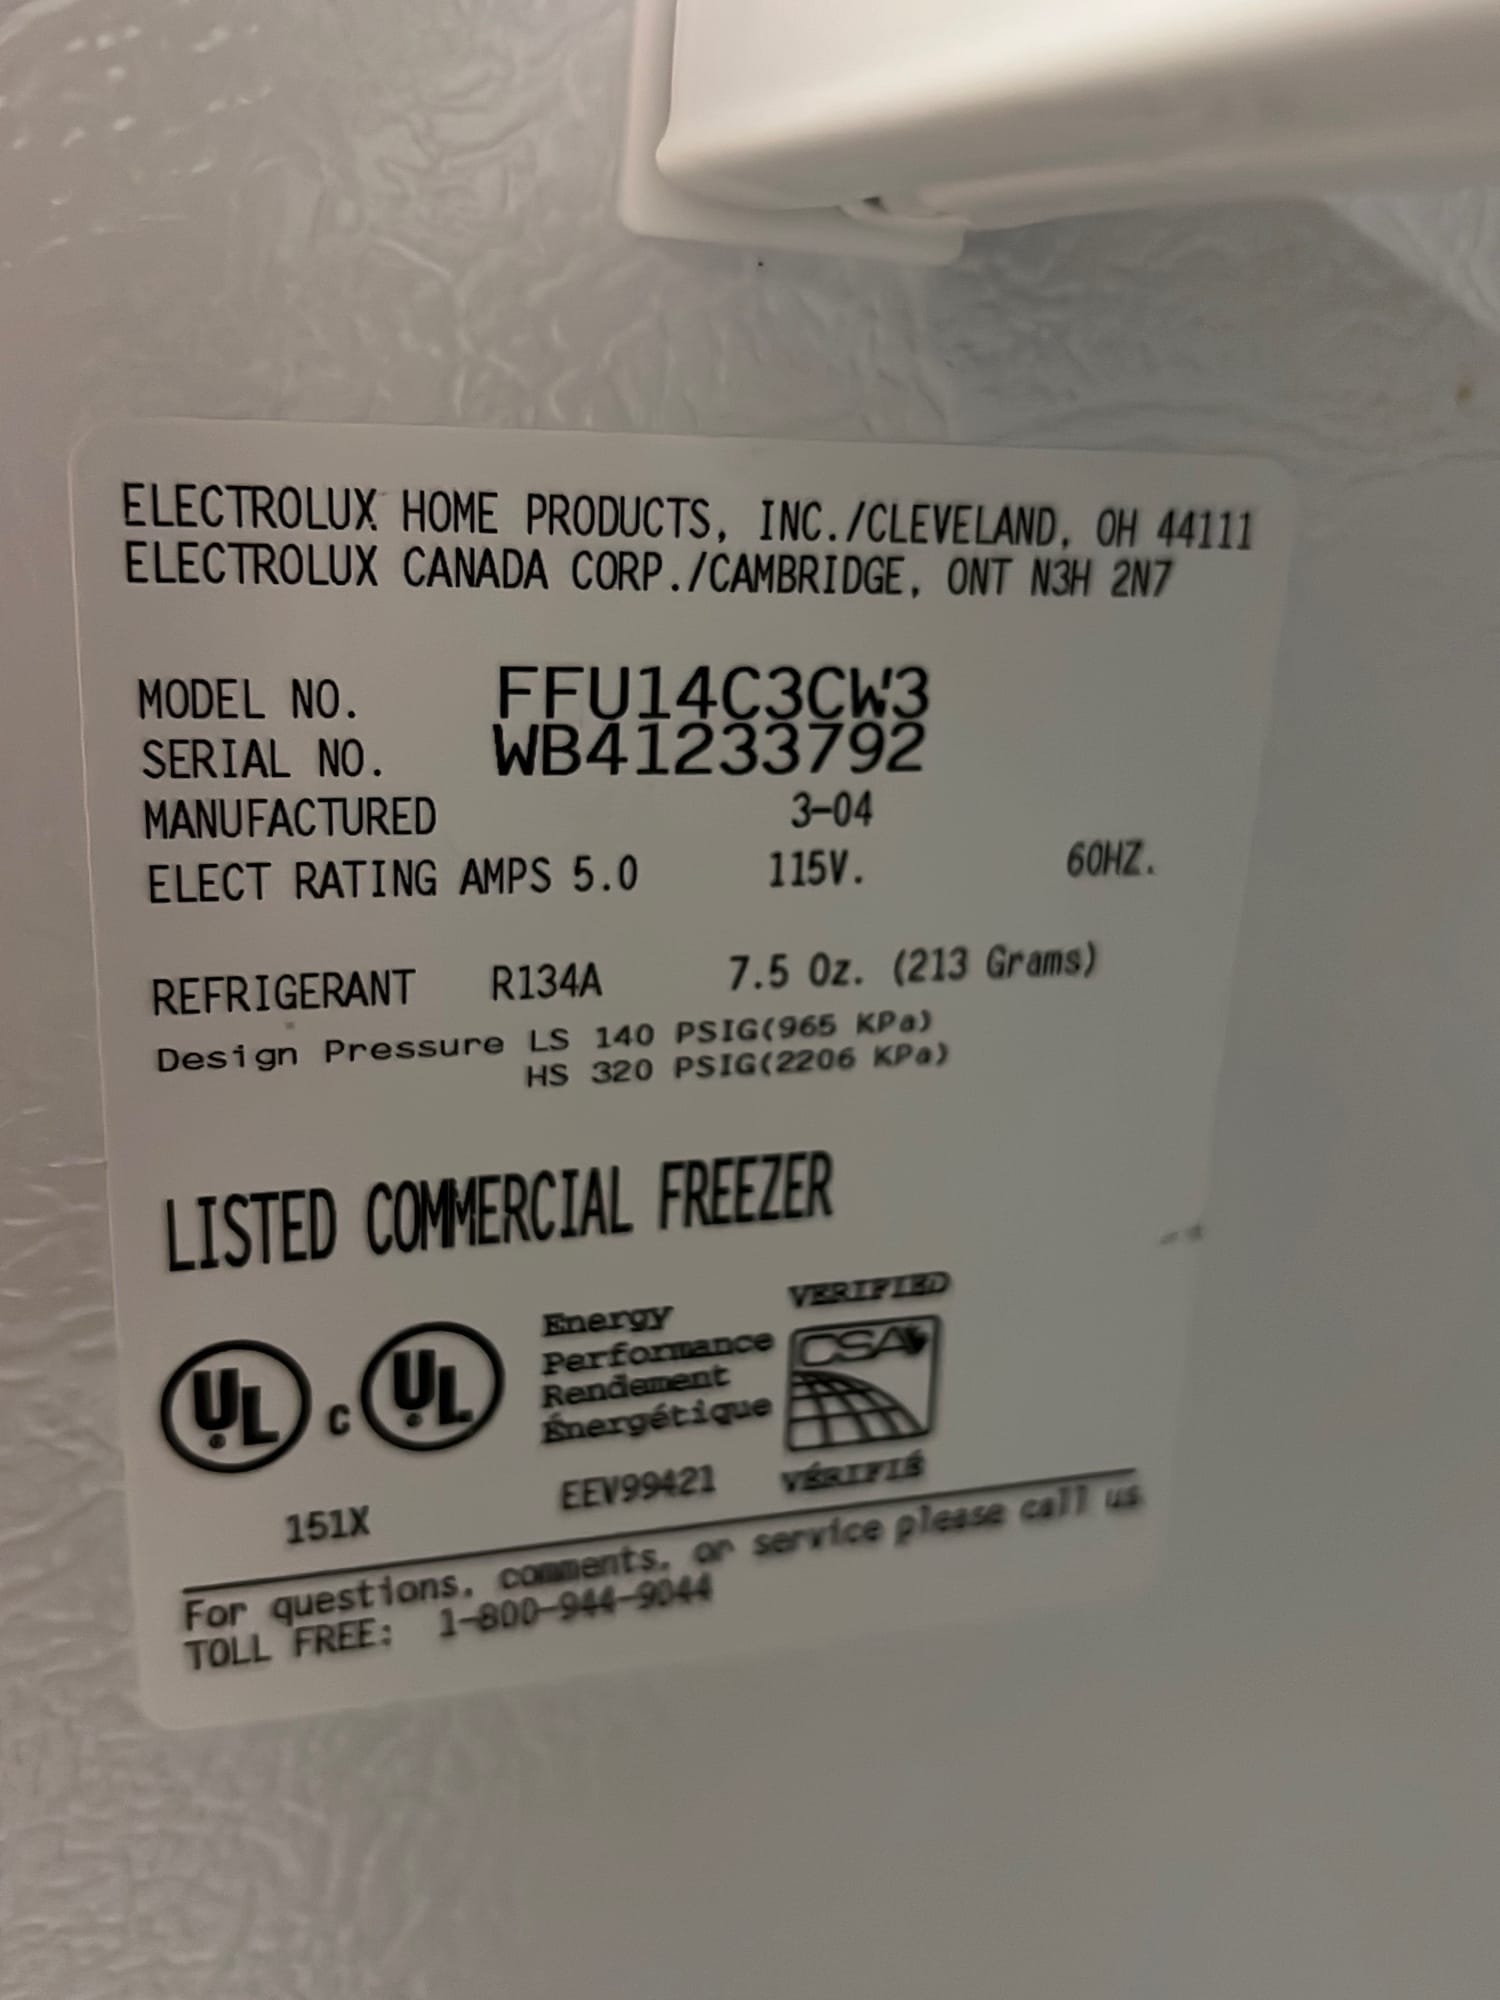 ELECTROLUX HOME PRODUCTS, INC./CLEVELAND, OH 44111
ELECTROLUX CANADA CORP./CAMBRIDGE, ONT N3H 2N7
MODEL NO. FFU14C3CW3
SERIAL NO. WB41233792
MANUFACTURED 3-04
ELECT RATING AMPS 5.0 115V. 60HZ.
REFRIGERANT R134A 7.5 Oz. (213 Grams)
Design Pressure LS 140 PSIG(965 KPa)
HS 320 PSIG(2206 KPa)
LISTED COMMERCIAL FREEZER
UL c UL
Energy
Performance
Rendement
Énergétique
VERIFIED
CSA
VÉRIFIÉ
151X
EEV99421
For questions, comments, or service please call us
TOLL FREE: 1-800-944-9044